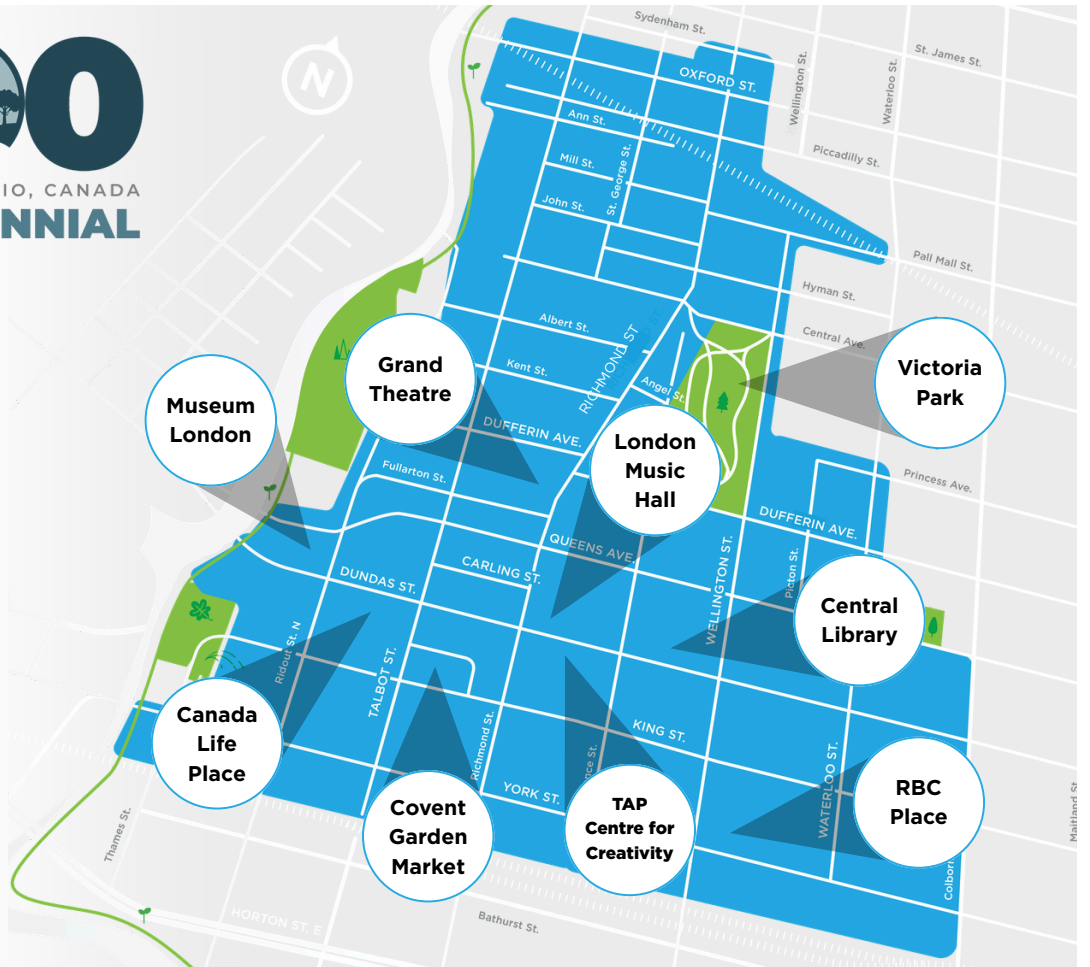 00
IO, CANADA
NNIAL
N
Sydenham St.
St. James St.
OXFORD ST.
Wellington St.
Waterloo St.
Ann St.
Piccadilly St.
Mill St.
St. George St.
John St.
Pall Mall St.
Hyman St.
Central Ave.
Albert St.
RICHMOND ST
Kent St.
Angel St.
Grand
Theatre
Victoria
Park
Museum
London
DUFFERIN AVE.
London
Music
Hall
Fullarton St.
Princess Ave.
DUFFERIN AVE.
QUEENS AVE.
CARLING ST.
WELLINGTON ST.
Picton St.
DUNDAS ST.
Central
Library
Ridout St. N
TALBOT ST.
Canada
Life
Place
Richmond St.
KING ST.
nce St.
WATERLOO ST.
YORK ST.
RBC
Place
Covent
Garden
Market
TAP
Centre for
Creativity
Thames St.
Maitland St
Colbor
HORTON ST. E
Bathurst St.